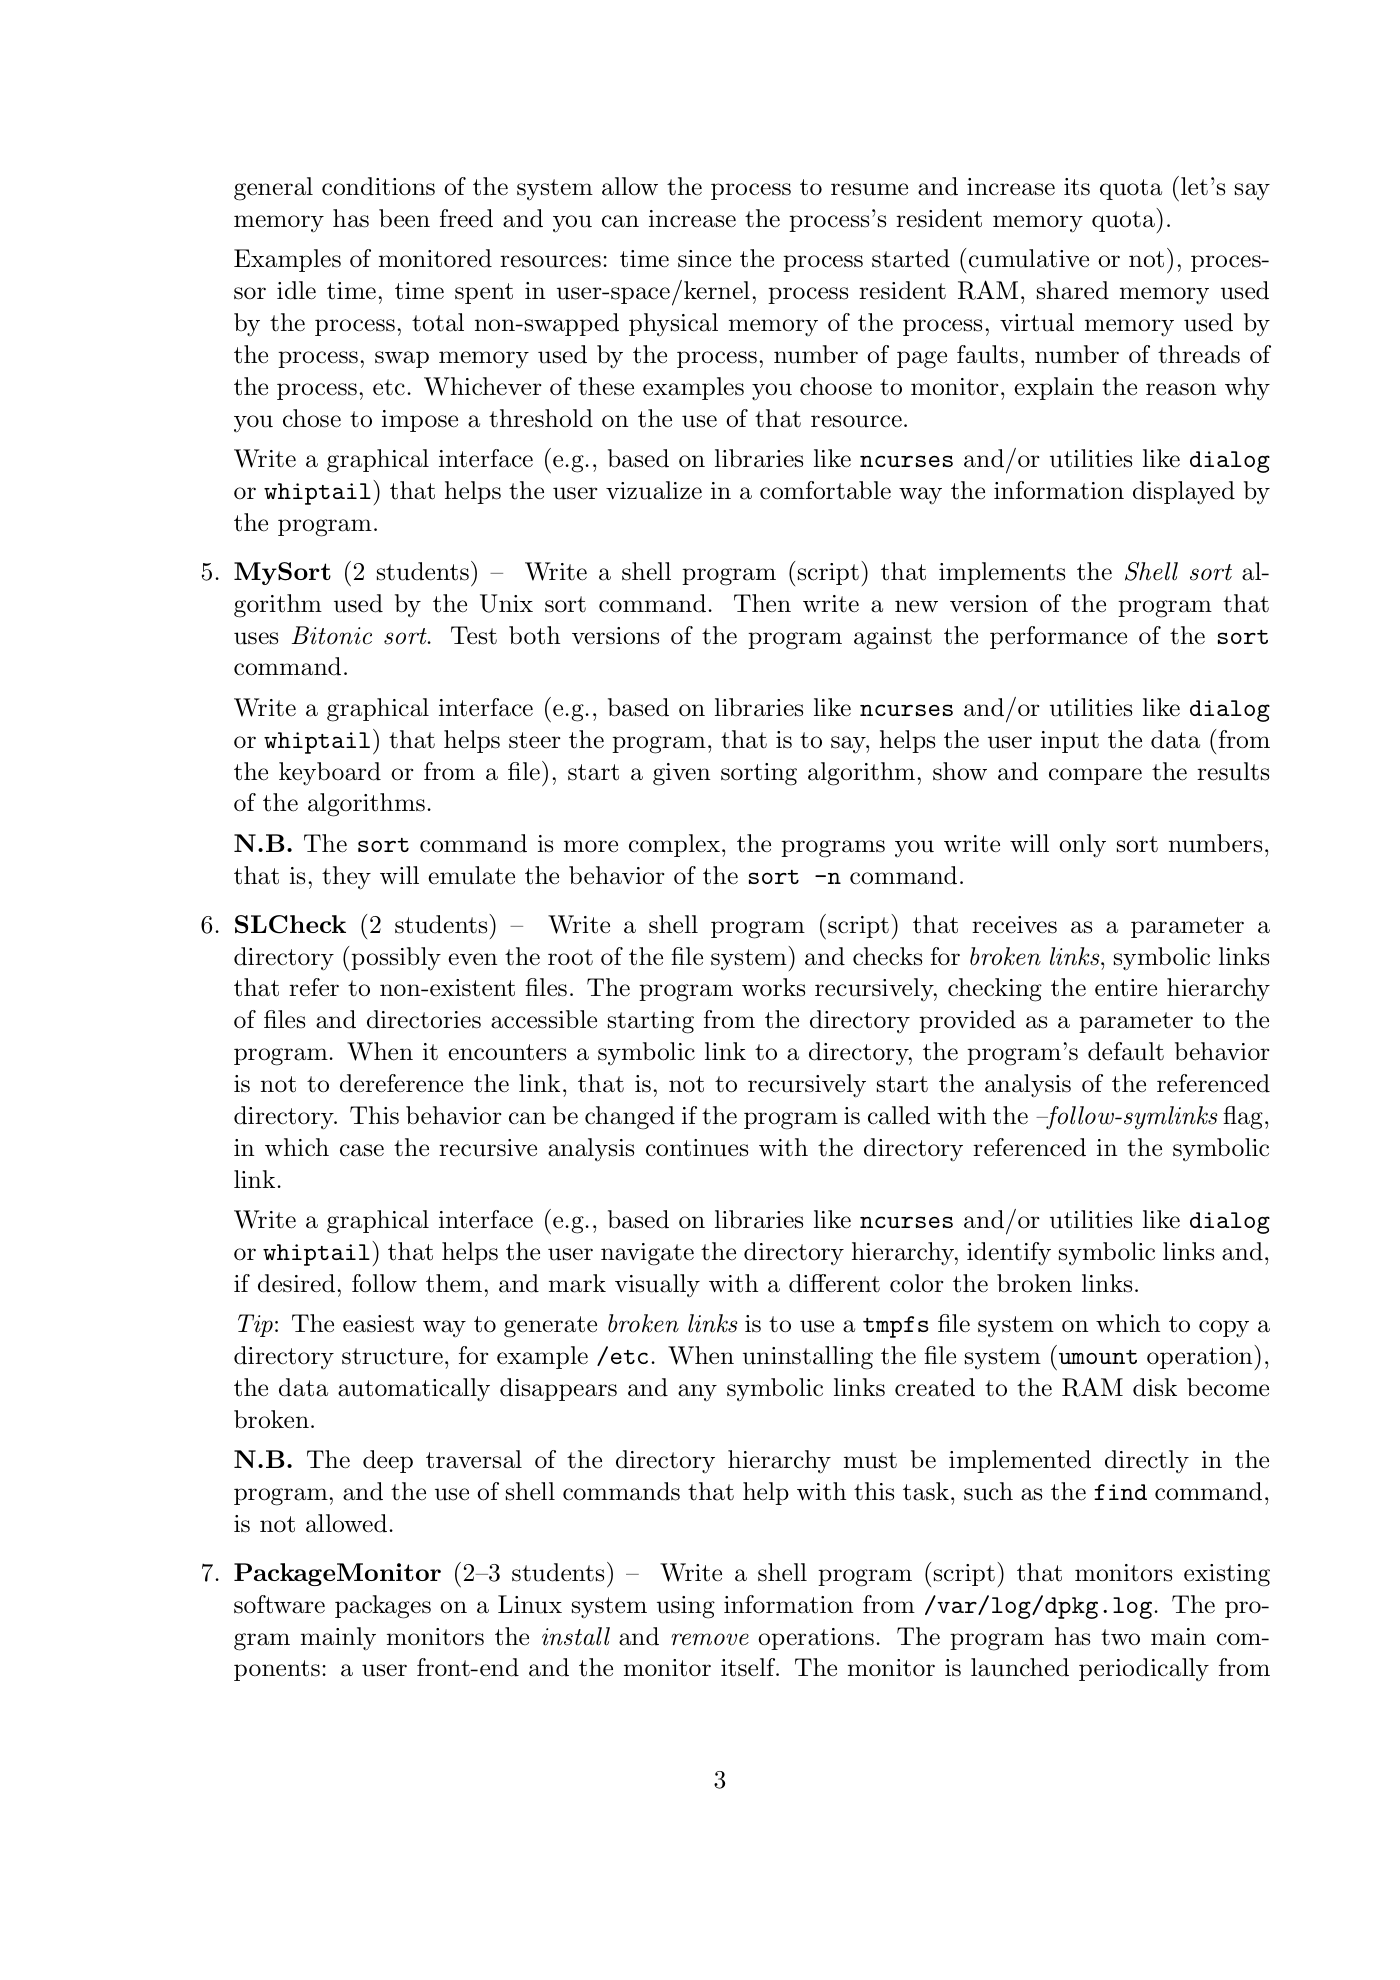 general conditions of the system allow the process to resume and increase its quota (let's say
memory has been freed and you can increase the process's resident memory quota).
Examples of monitored resources: time since the process started (cumulative or not), proces-
sor idle time, time spent in user-space/kernel, process resident RAM, shared memory used
by the process, total non-swapped physical memory of the process, virtual memory used by
the process, swap memory used by the process, number of page faults, number of threads of
the process, etc. Whichever of these examples you choose to monitor, explain the reason why
you chose to impose a threshold on the use of that resource.
Write a graphical interface (e.g., based on libraries like ncurses and/or utilities like dialog
or whiptail) that helps the user vizualize in a comfortable way the information displayed by
the program.
5. MySort (2 students) – Write a shell program (script) that implements the Shell sort al-
gorithm used by the Unix sort command. Then write a new version of the program that
uses Bitonic sort. Test both versions of the program against the performance of the sort
command.
Write a graphical interface (e.g., based on libraries like ncurses and/or utilities like dialog
or whiptail) that helps steer the program, that is to say, helps the user input the data (from
the keyboard or from a file), start a given sorting algorithm, show and compare the results
of the algorithms.
N.B. The sort command is more complex, the programs you write will only sort numbers,
that is, they will emulate the behavior of the sort -n command.
6. SLCheck (2 students) – Write a shell program (script) that receives as a parameter a
directory (possibly even the root of the file system) and checks for broken links, symbolic links
that refer to non-existent files. The program works recursively, checking the entire hierarchy
of files and directories accessible starting from the directory provided as a parameter to the
program. When it encounters a symbolic link to a directory, the program's default behavior
is not to dereference the link, that is, not to recursively start the analysis of the referenced
directory. This behavior can be changed if the program is called with the –follow-symlinks flag,
in which case the recursive analysis continues with the directory referenced in the symbolic
link.
Write a graphical interface (e.g., based on libraries like ncurses and/or utilities like dialog
or whiptail) that helps the user navigate the directory hierarchy, identify symbolic links and,
if desired, follow them, and mark visually with a different color the broken links.
Tip: The easiest way to generate broken links is to use a tmpfs file system on which to copy a
directory structure, for example /etc. When uninstalling the file system (umount operation),
the data automatically disappears and any symbolic links created to the RAM disk become
broken.
N.B. The deep traversal of the directory hierarchy must be implemented directly in the
program, and the use of shell commands that help with this task, such as the find command,
is not allowed.
7. PackageMonitor (2–3 students) – Write a shell program (script) that monitors existing
software packages on a Linux system using information from /var/log/dpkg.log. The pro-
gram mainly monitors the install and remove operations. The program has two main com-
ponents: a user front-end and the monitor itself. The monitor is launched periodically from
3